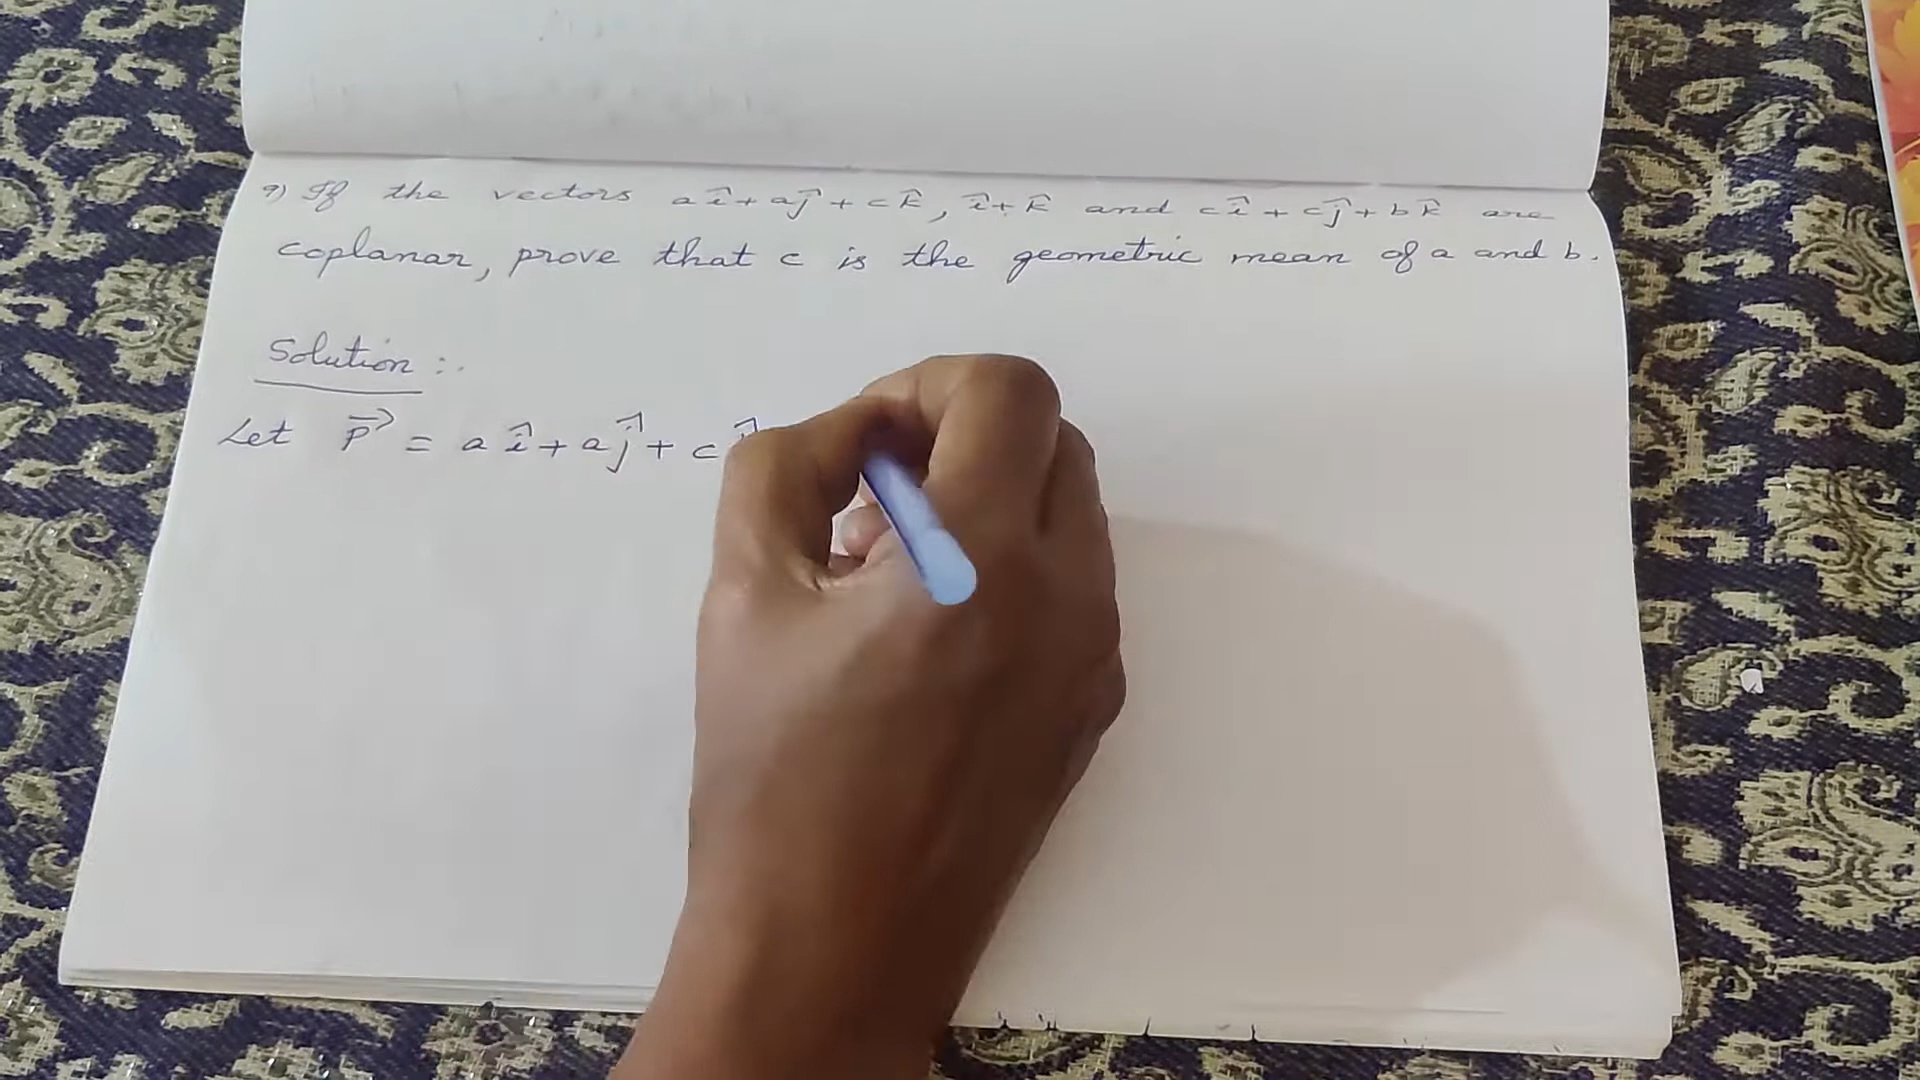 9) If the vectors aî+aĵ+ck̂, î+k̂ and cî+cĵ+bk̂ are
coplanar, prove that c is the geometric mean of a and b.
Solution :.
Let p⃗ = aî+aĵ+c